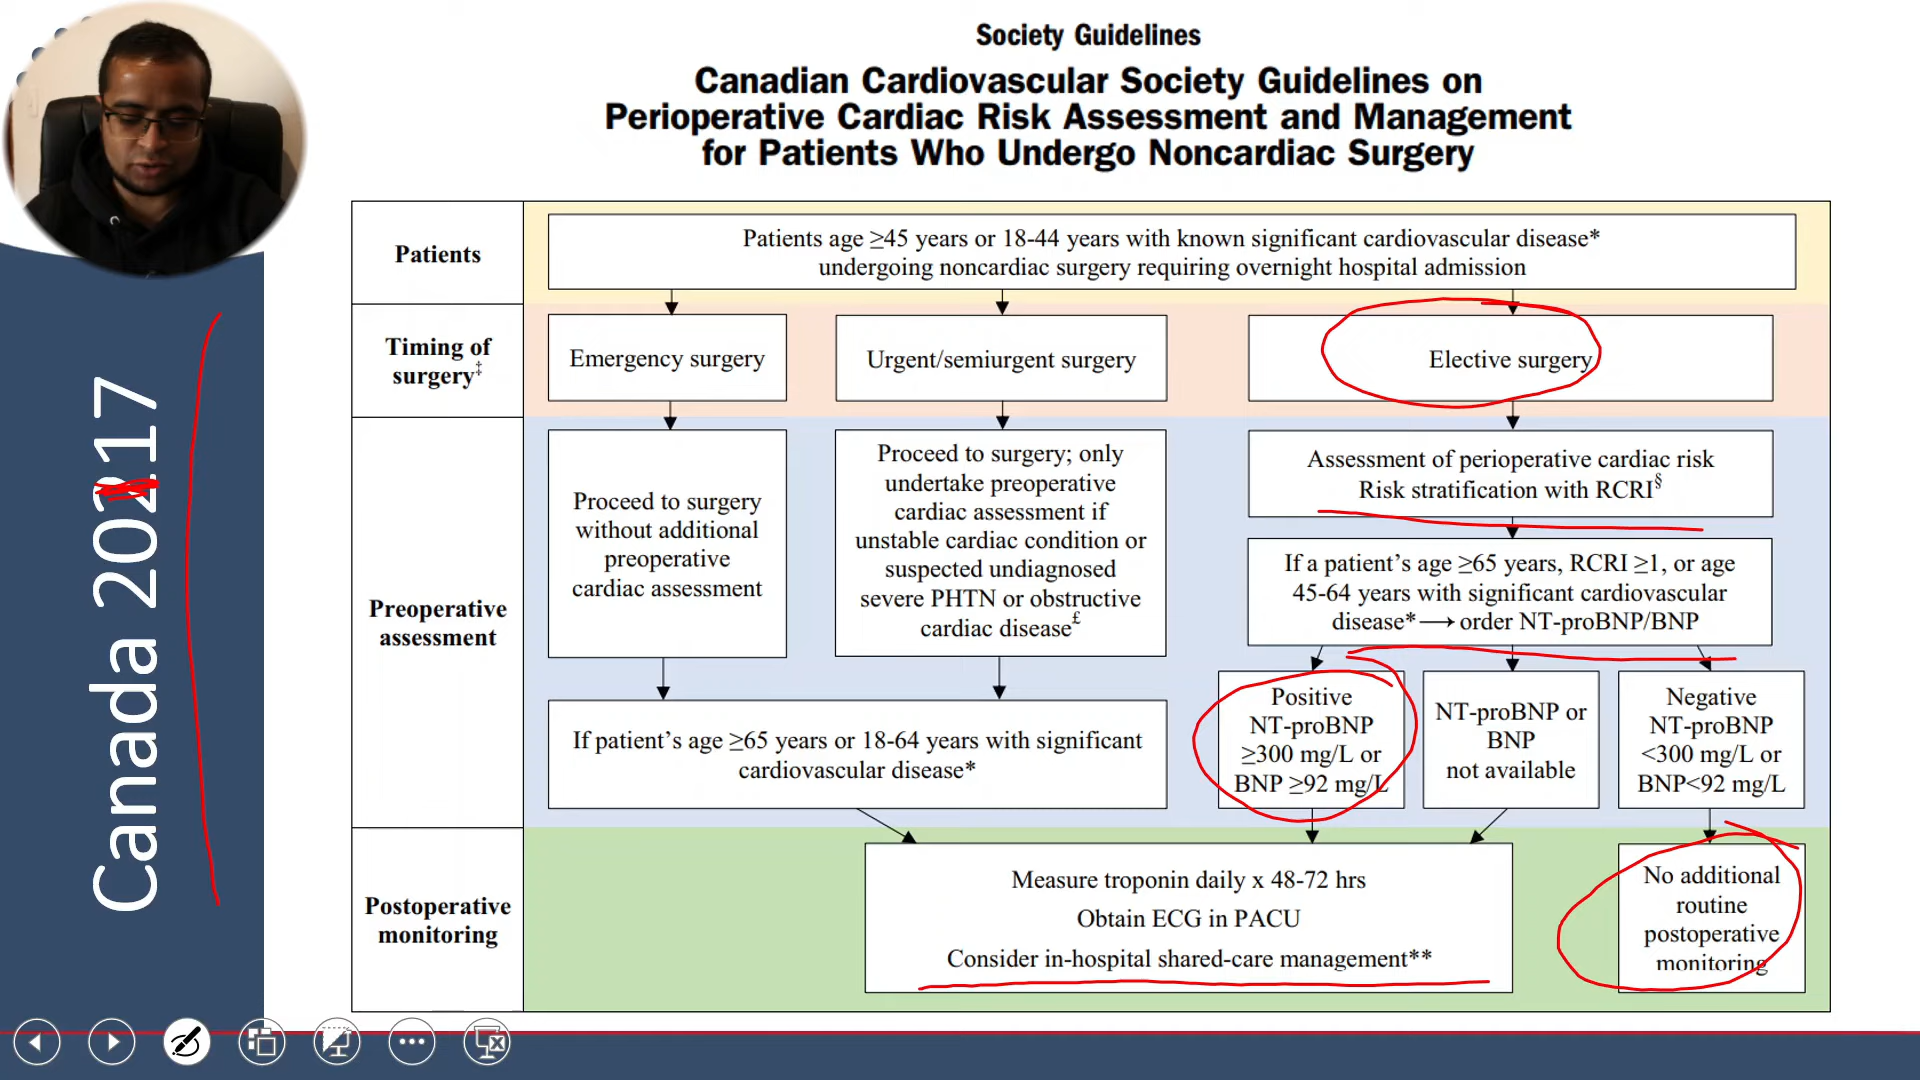 Society Guidelines
Canadian Cardiovascular Society Guidelines on
Perioperative Cardiac Risk Assessment and Management
for Patients Who Undergo Noncardiac Surgery
Canada 20217
Patients
Patients age ≥45 years or 18-44 years with known significant cardiovascular disease*
undergoing noncardiac surgery requiring overnight hospital admission
Timing of
surgery‡
Emergency surgery
Urgent/semiurgent surgery
Elective surgery
Preoperative
assessment
Proceed to surgery
without additional
preoperative
cardiac assessment
Proceed to surgery; only
undertake preoperative
cardiac assessment if
unstable cardiac condition or
suspected undiagnosed
severe PHTN or obstructive
cardiac disease£
Assessment of perioperative cardiac risk
Risk stratification with RCRI§
If a patient's age ≥65 years, RCRI ≥1, or age
45-64 years with significant cardiovascular
disease* → order NT-proBNP/BNP
If patient's age ≥65 years or 18-64 years with significant
cardiovascular disease*
Positive
NT-proBNP
≥300 mg/L or
BNP ≥92 mg/L
NT-proBNP or
BNP
not available
Negative
NT-proBNP
<300 mg/L or
BNP<92 mg/L
Postoperative
monitoring
Measure troponin daily x 48-72 hrs
Obtain ECG in PACU
Consider in-hospital shared-care management**
No additional
routine
postoperative
monitoring